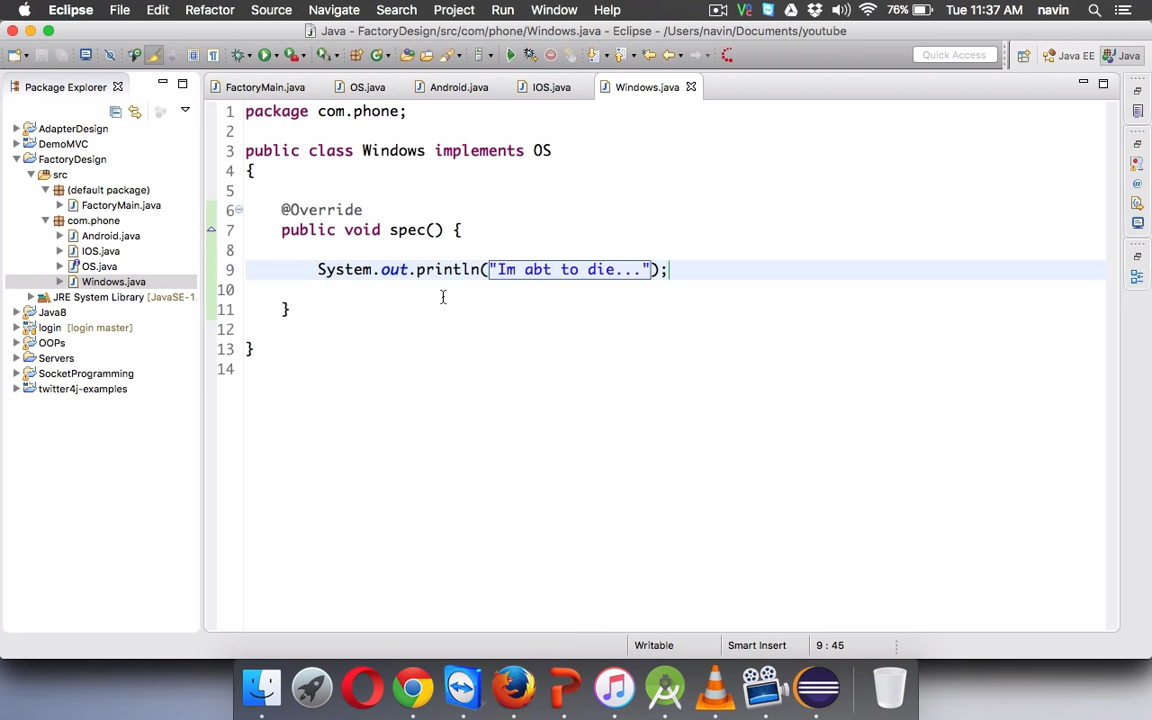 Eclipse File Edit Refactor Source Navigate Search Project Run Window Help 76% Tue 11:37 AM navin
Java - FactoryDesign/src/com/phone/Windows.java - Eclipse - /Users/navin/Documents/youtube
Quick Access Java EE Java
Package Explorer
FactoryMain.java OS.java Android.java IOS.java Windows.java
AdapterDesign
DemoMVC
FactoryDesign
src
(default package)
FactoryMain.java
com.phone
Android.java
IOS.java
OS.java
Windows.java
JRE System Library [JavaSE-1.
Java8
login [login master]
OOPs
Servers
SocketProgramming
twitter4j-examples
1 package com.phone;
2
3 public class Windows implements OS
4 {
5
6 @Override
7 public void spec() {
8
9 System.out.println("Im abt to die...");
10
11 }
12
13 }
14
Writable Smart Insert 9 : 45